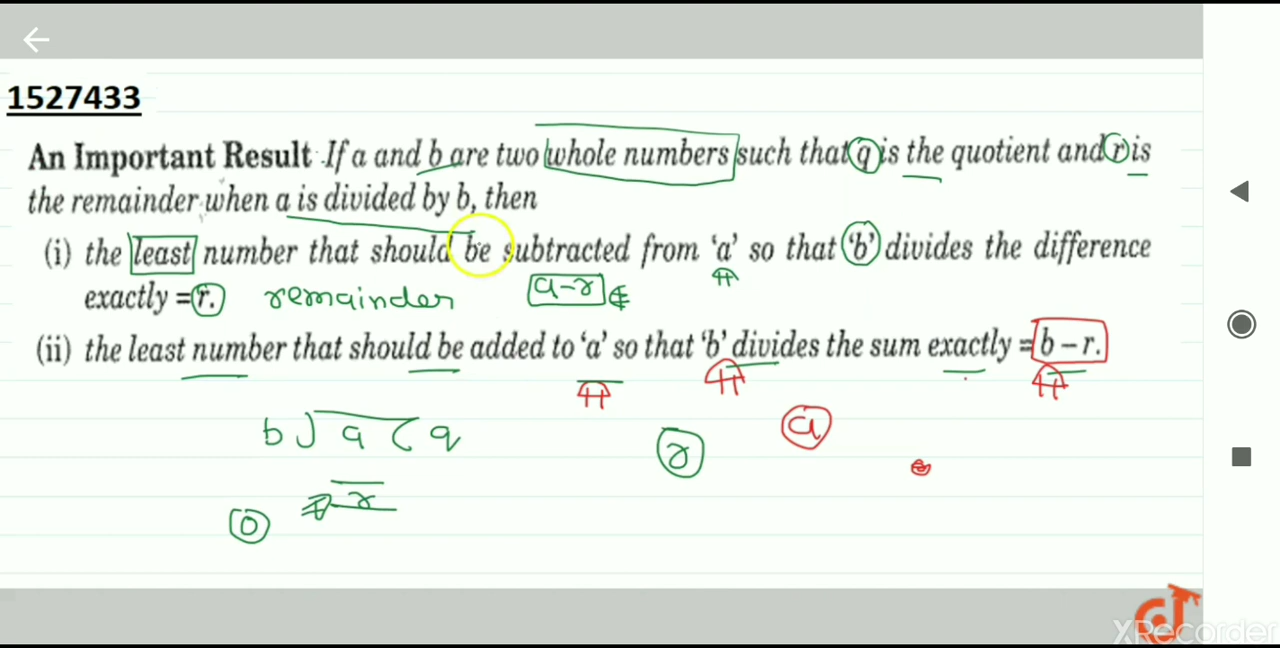 1527433
An Important Result If a and b are two whole numbers such that q is the quotient and r is
the remainder when a is divided by b, then
(i) the least number that should be subtracted from ‘a’ so that ‘b’ divides the difference
exactly = r. remainder a-r
(ii) the least number that should be added to ‘a’ so that ‘b’ divides the sum exactly = b – r.
b) a ( q
r
a
r
0
XRecorder